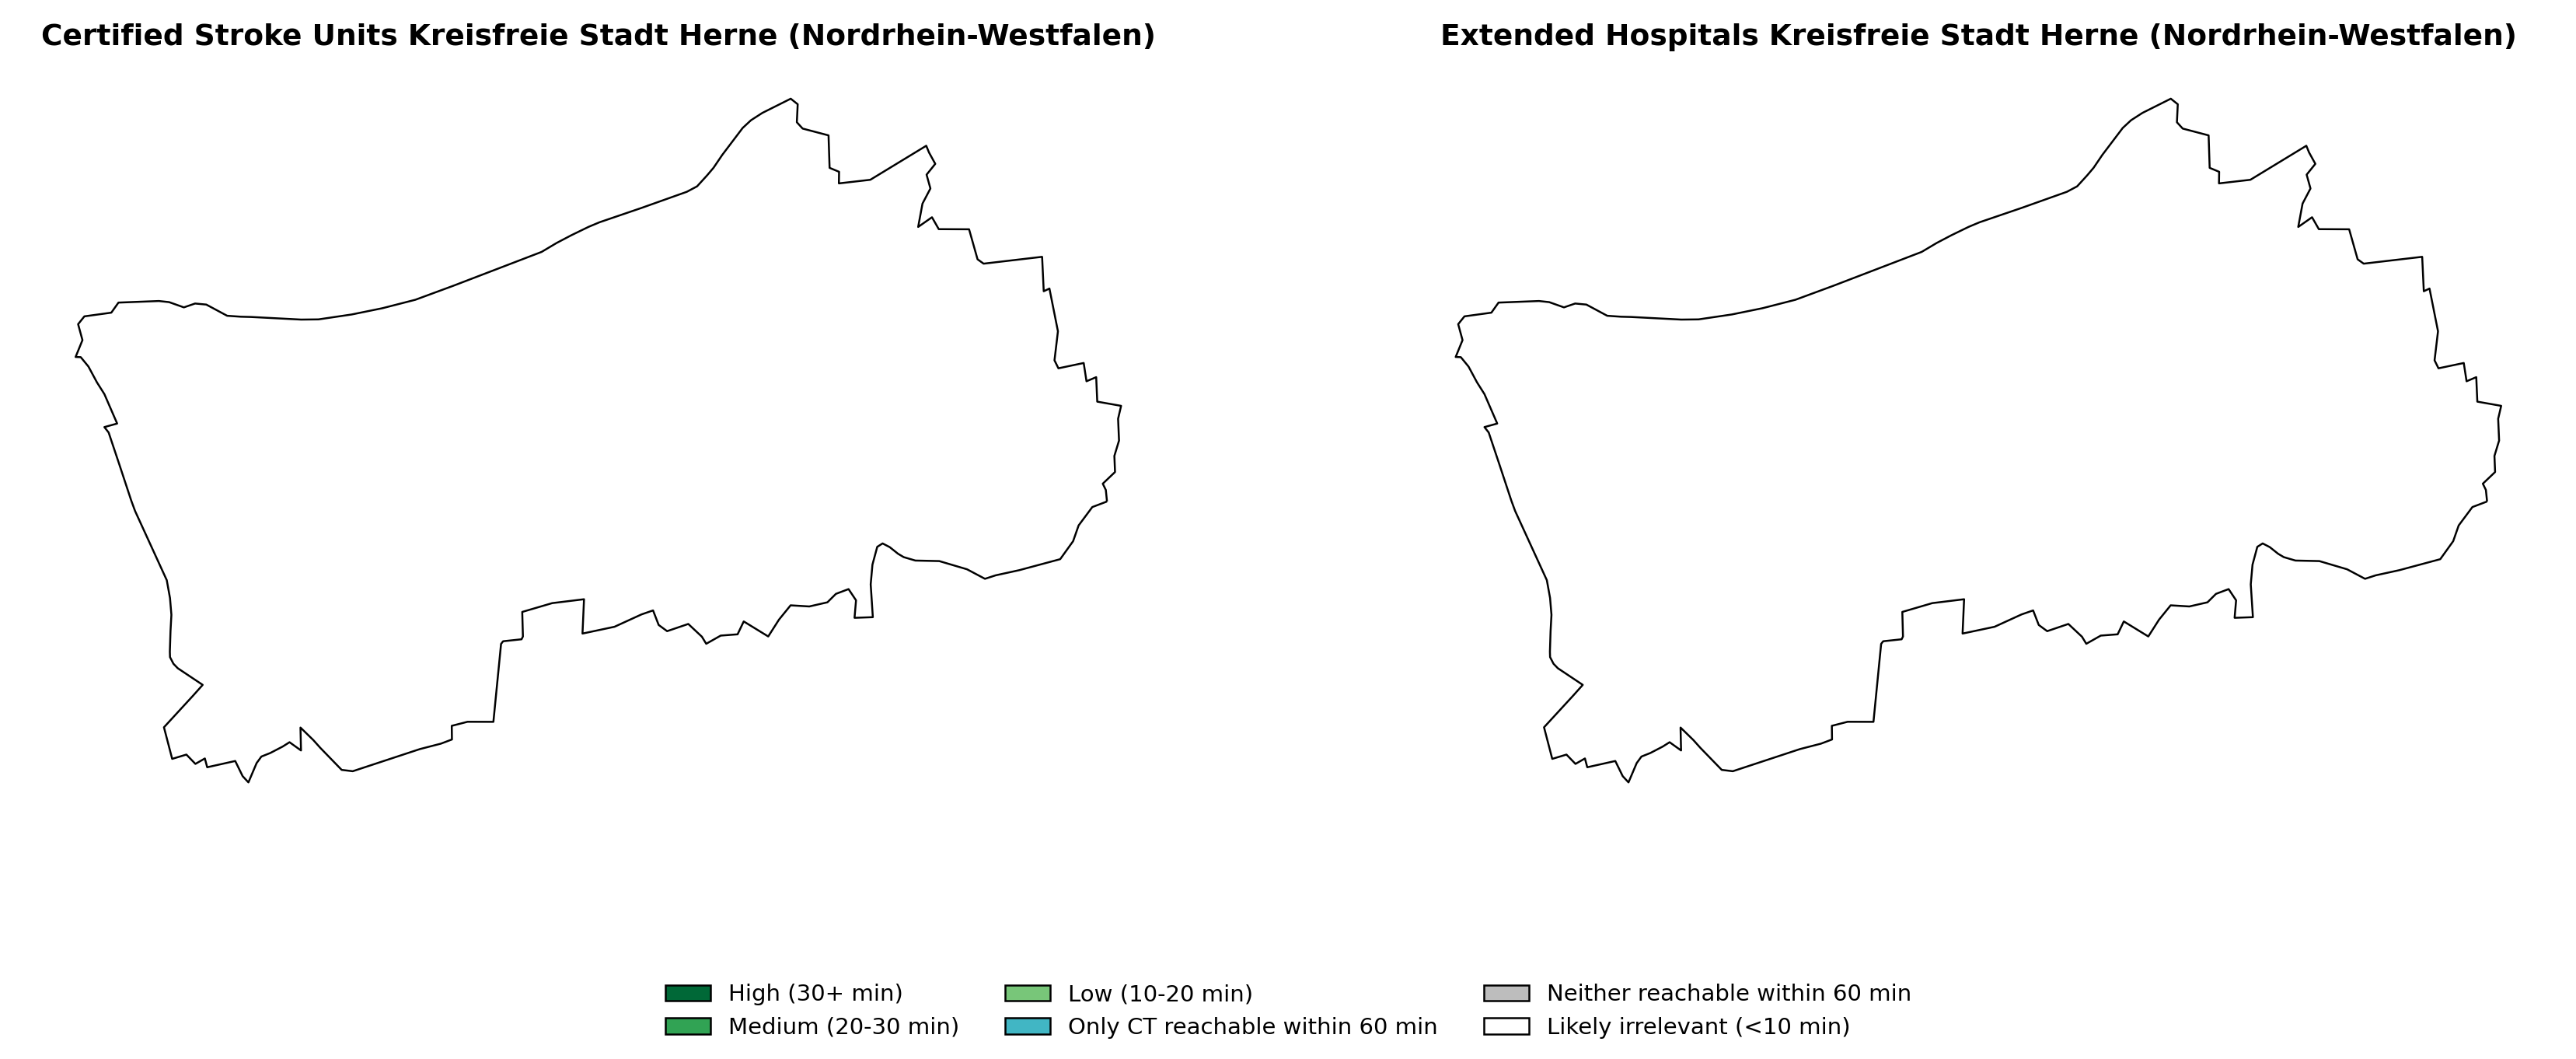 Certified Stroke Units Kreisfreie Stadt Herne (Nordrhein-Westfalen)
Extended Hospitals Kreisfreie Stadt Herne (Nordrhein-Westfalen)
High (30+ min)
Medium (20-30 min)
Low (10-20 min)
Only CT reachable within 60 min
Neither reachable within 60 min
Likely irrelevant (<10 min)